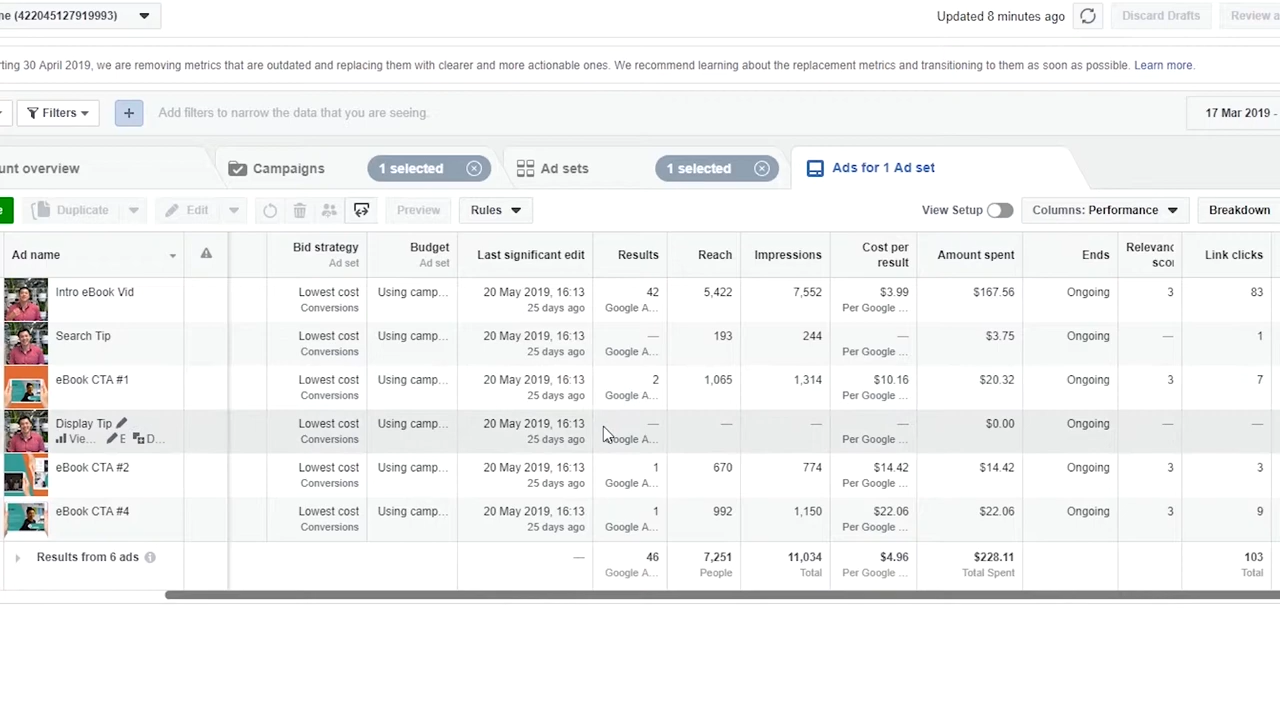 ne (422045127919993)
Updated 8 minutes ago
Discard Drafts
Review a
rting 30 April 2019, we are removing metrics that are outdated and replacing them with clearer and more actionable ones. We recommend learning about the replacement metrics and transitioning to them as soon as possible. Learn more.
Filters
+
Add filters to narrow the data that you are seeing.
17 Mar 2019 -
unt overview
Campaigns
1 selected
Ad sets
1 selected
Ads for 1 Ad set
e
Duplicate
Edit
Preview
Rules
View Setup
Columns: Performance
Breakdown
Ad name
Bid strategy
Ad set
Budget
Ad set
Last significant edit
Results
Reach
Impressions
Cost per
result
Amount spent
Ends
Relevanc
scor
Link clicks
Intro eBook Vid Lowest cost Using camp... 20 May 2019, 16:13 42 5,422 7,552 $3.99 $167.56 Ongoing 3 83
Conversions 25 days ago Google A... Per Google ...
Search Tip Lowest cost Using camp... 20 May 2019, 16:13 — 193 244 — $3.75 Ongoing — 1
Conversions 25 days ago Google A... Per Google ...
eBook CTA #1 Lowest cost Using camp... 20 May 2019, 16:13 2 1,065 1,314 $10.16 $20.32 Ongoing 3 7
Conversions 25 days ago Google A... Per Google ...
Display Tip Lowest cost Using camp... 20 May 2019, 16:13 — — — — $0.00 Ongoing — —
Vie... E D... Conversions 25 days ago Google A... Per Google ...
eBook CTA #2 Lowest cost Using camp... 20 May 2019, 16:13 1 670 774 $14.42 $14.42 Ongoing 3 3
Conversions 25 days ago Google A... Per Google ...
eBook CTA #4 Lowest cost Using camp... 20 May 2019, 16:13 1 992 1,150 $22.06 $22.06 Ongoing 3 9
Conversions 25 days ago Google A... Per Google ...
Results from 6 ads — 46 7,251 11,034 $4.96 $228.11 103
Google A... People Total Per Google ... Total Spent Total